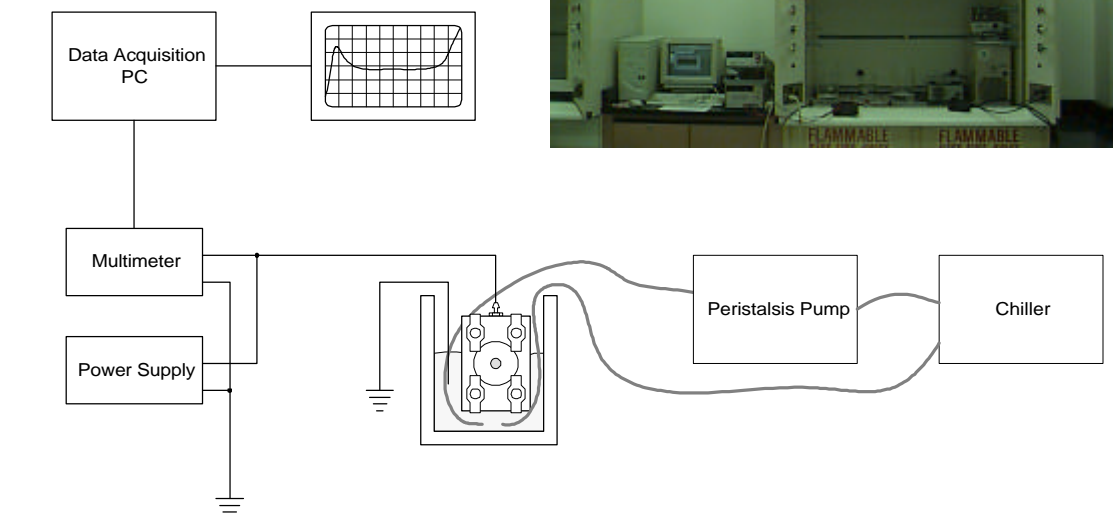 Data Acquisition
PC
FLAMMABLE
FLAMMABLE
Multimeter
Peristalsis Pump
Chiller
Power Supply